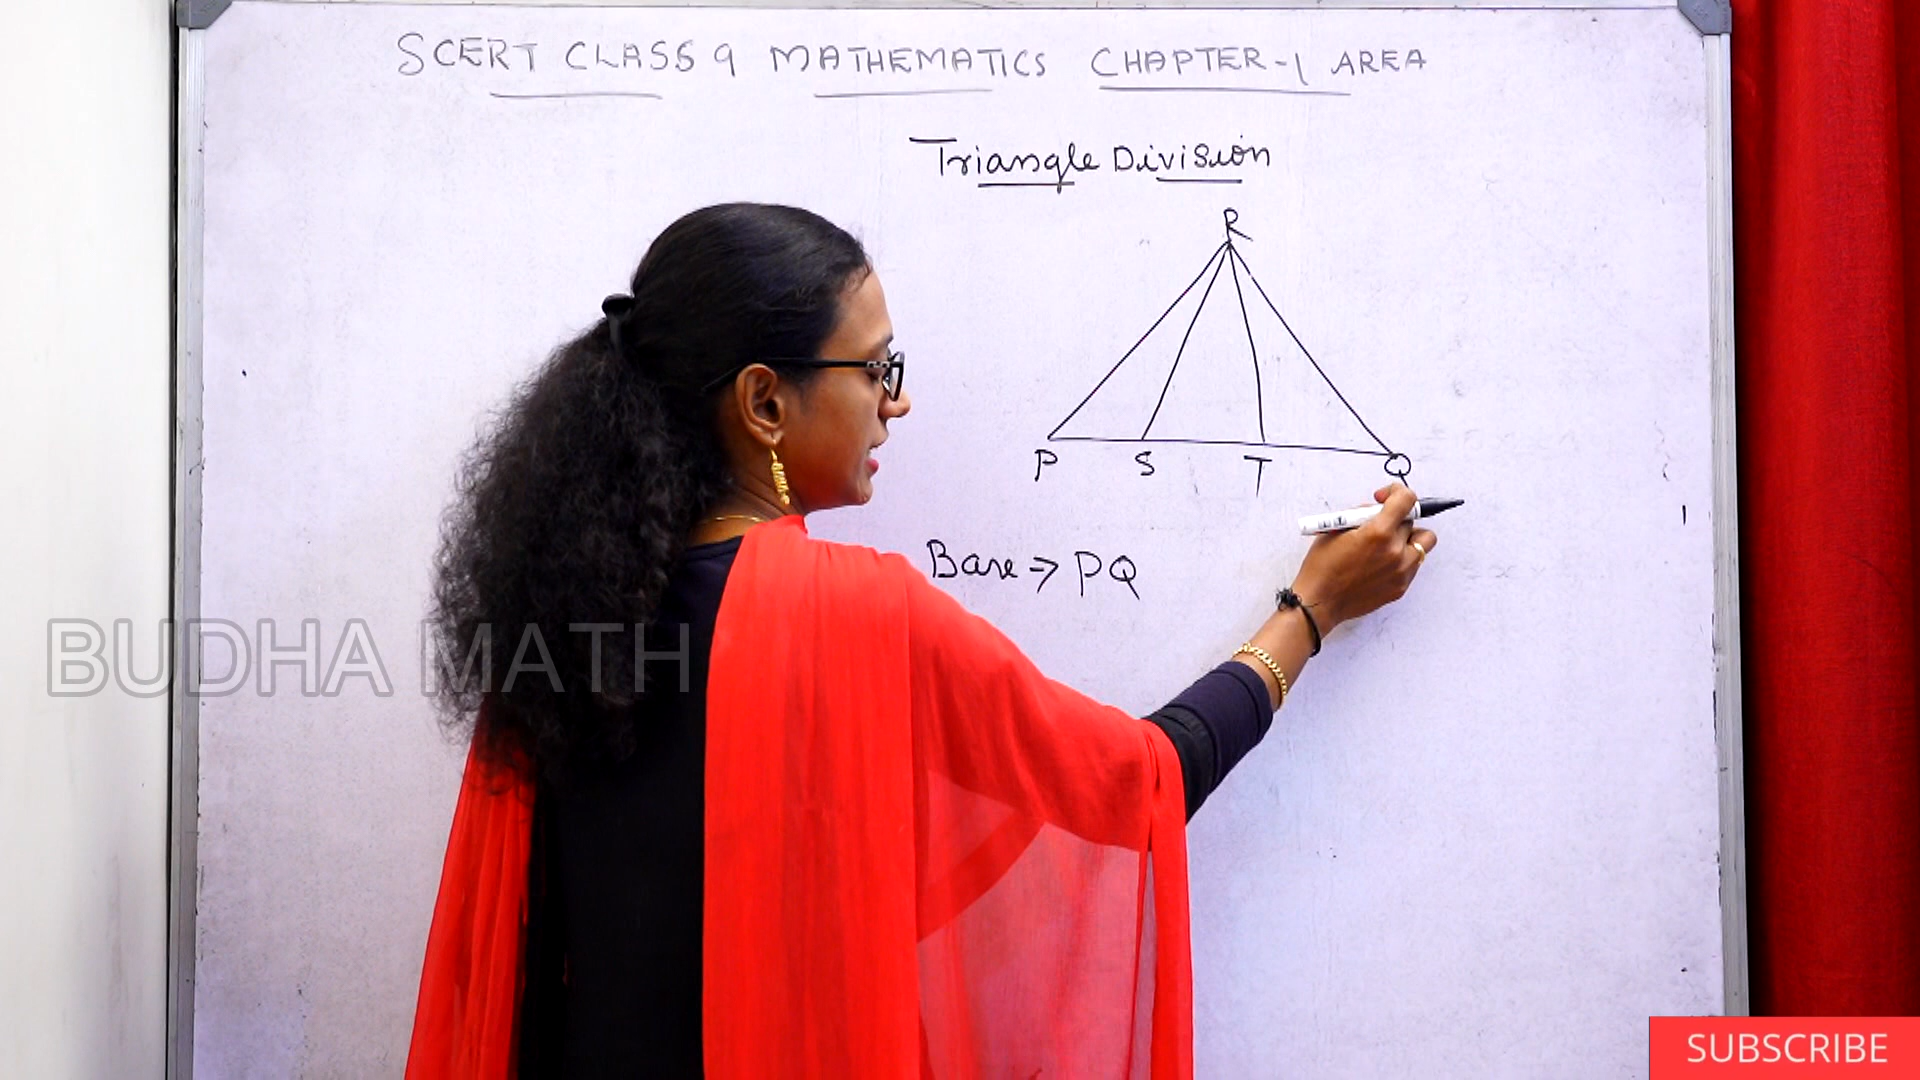 SCERT CLASS 9 MATHEMATICS CHAPTER-1 AREA
Triangle Division
R
P S T Q
Base → PQ
BUDHA MATH
SUBSCRIBE